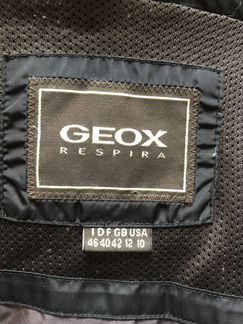 GEOX
RESPIRA
I D F GB USA
46 40 42 12 10